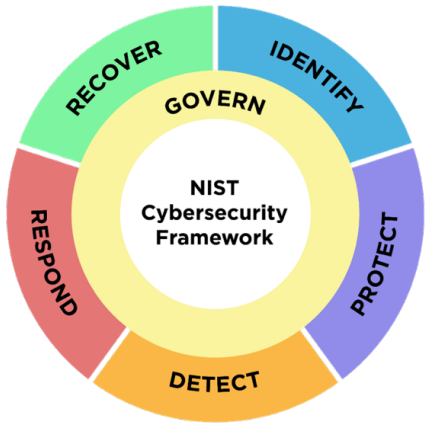 RECOVER
IDENTIFY
GOVERN
NIST
Cybersecurity
Framework
RESPOND
PROTECT
DETECT